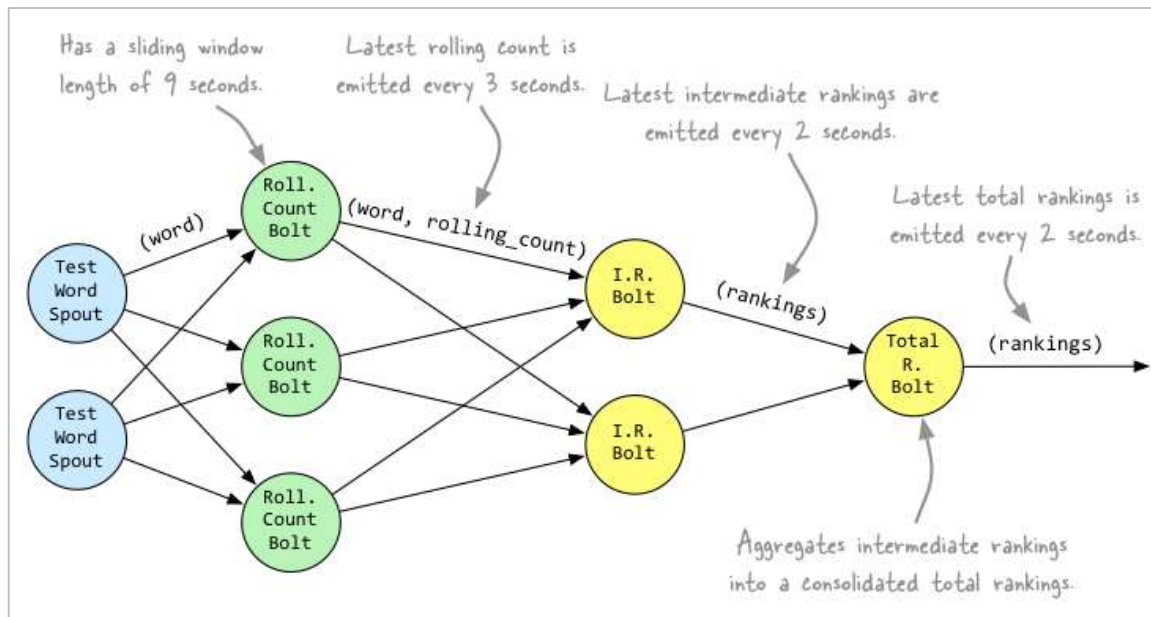 Has a sliding window
length of 9 seconds.
Latest rolling count is
emitted every 3 seconds.
Latest intermediate rankings are
emitted every 2 seconds.
Latest total rankings is
emitted every 2 seconds.
(word)
(word, rolling_count)
(rankings)
(rankings)
Test
Word
Spout
Test
Word
Spout
Roll.
Count
Bolt
Roll.
Count
Bolt
Roll.
Count
Bolt
I.R.
Bolt
I.R.
Bolt
Total
R.
Bolt
Aggregates intermediate rankings
into a consolidated total rankings.